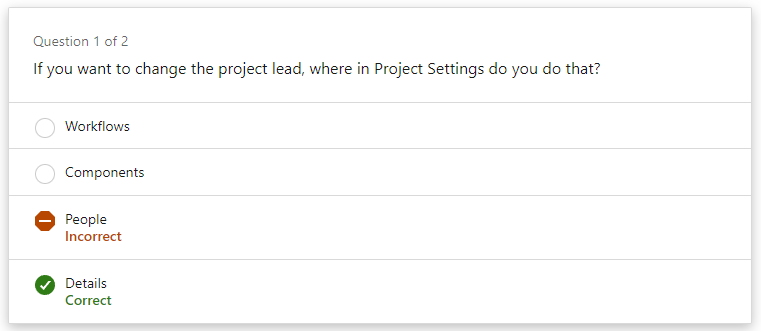 Question 1 of 2
If you want to change the project lead, where in Project Settings do you do that?
Workflows
Components
People
Incorrect
Details
Correct